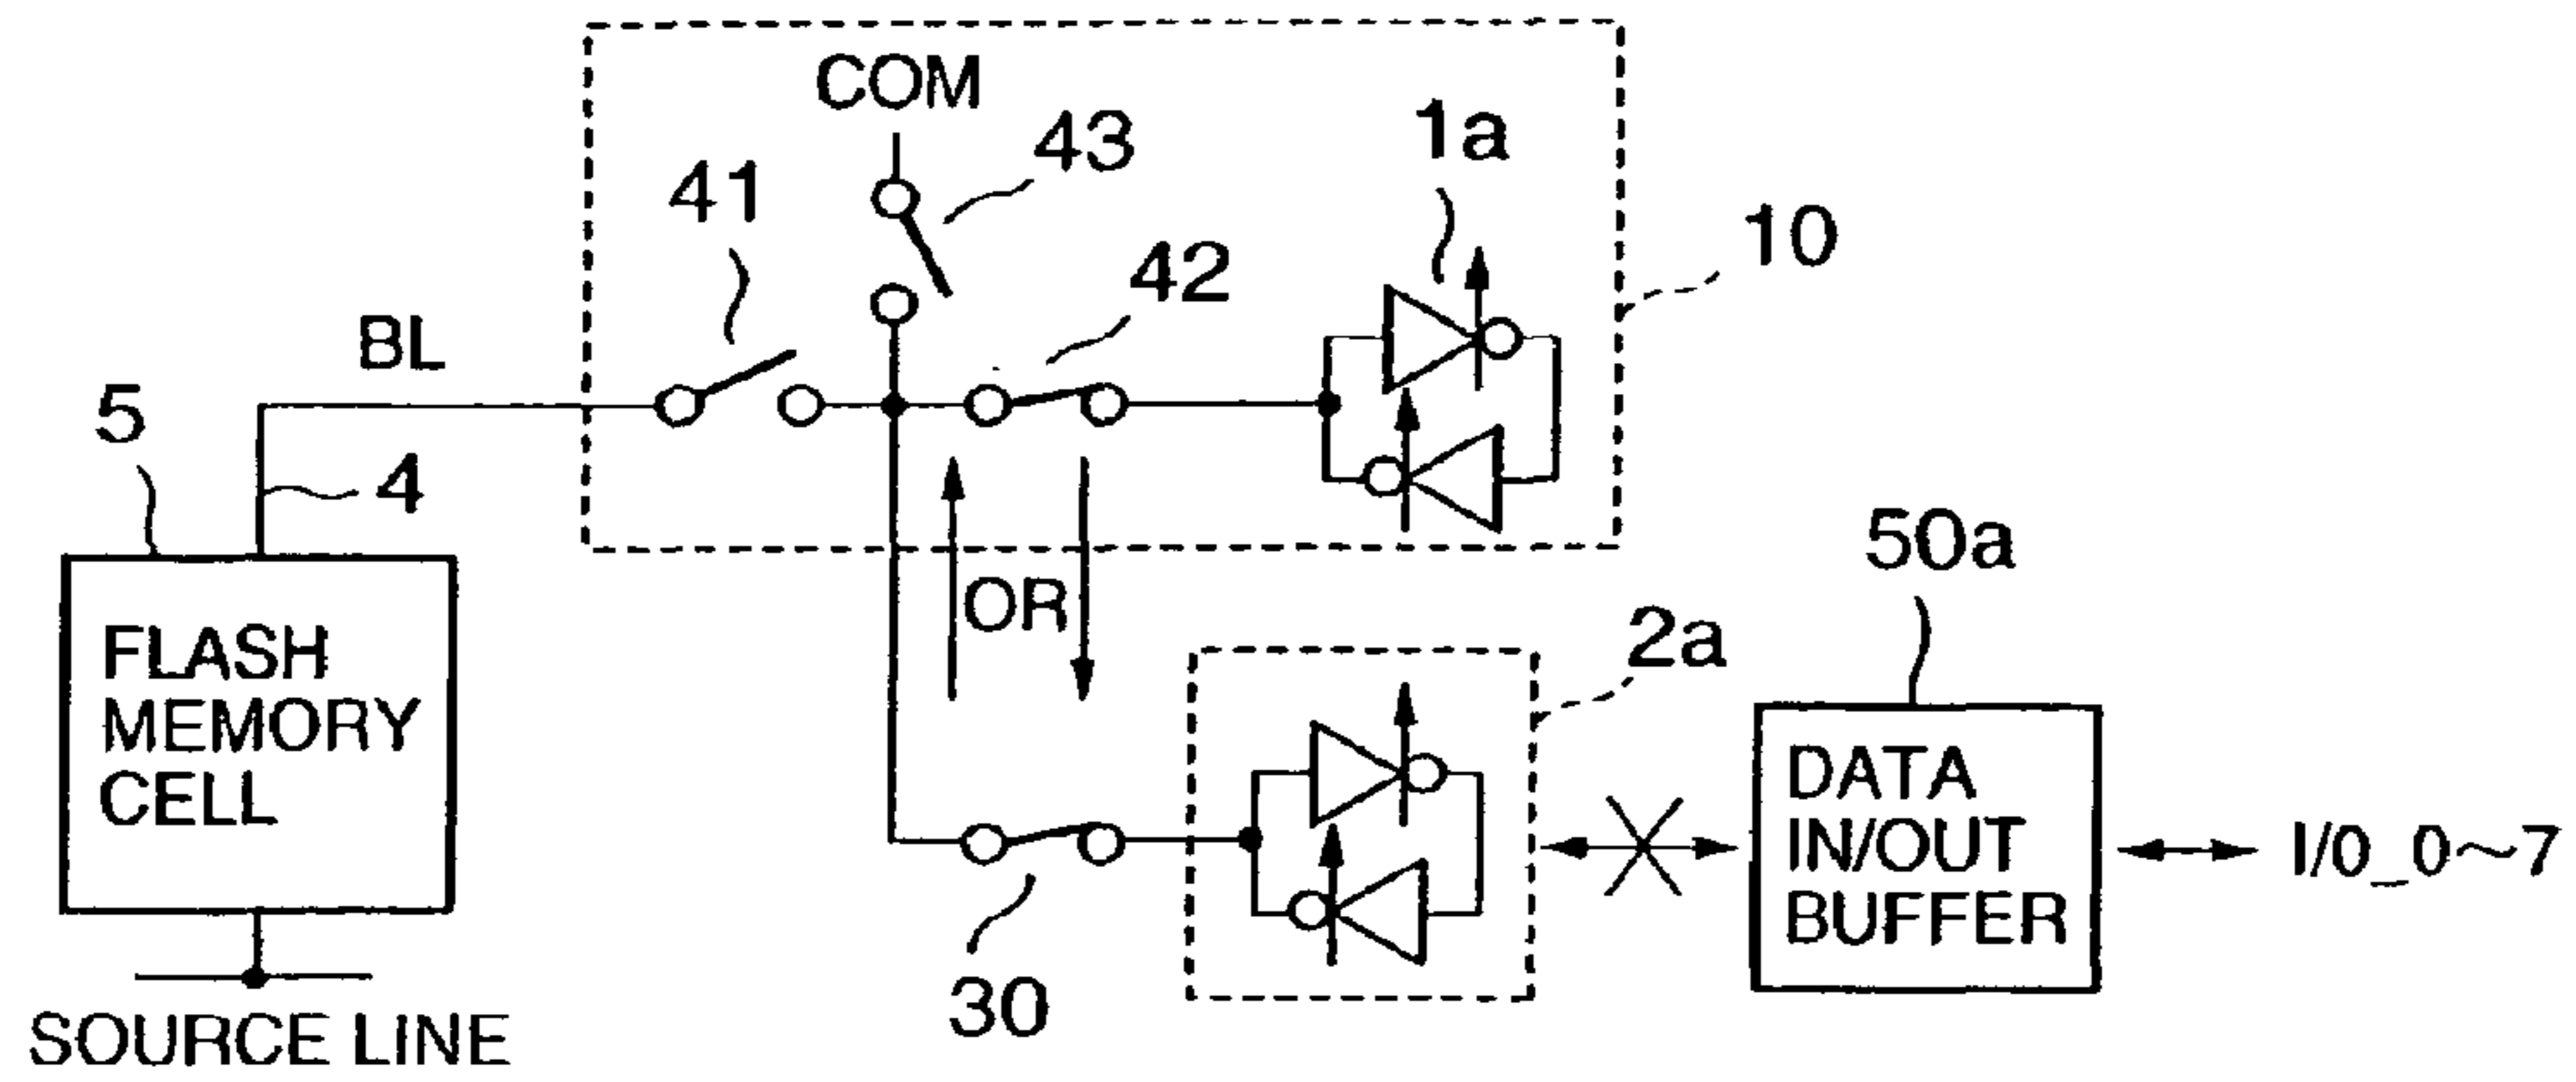 COM
43
1a
41
10
42
BL
5
4
50a
OR
2a
FLASH
MEMORY
CELL
DATA
IN/OUT
BUFFER
I/0_0~7
30
SOURCE LINE